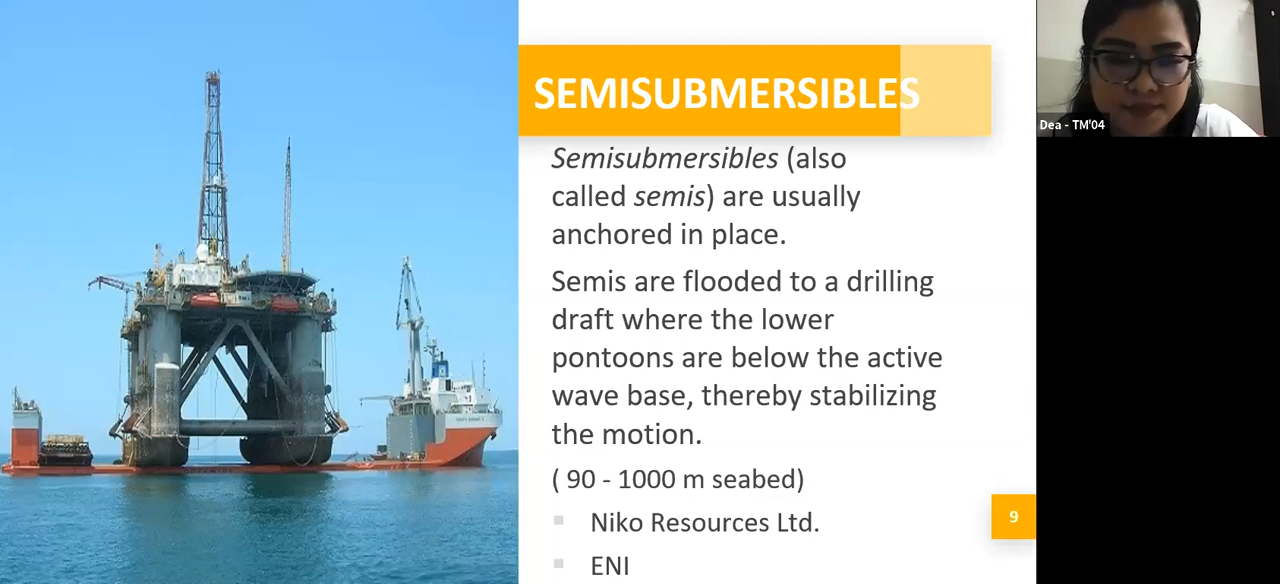 SEMISUBMERSIBLES
Semisubmersibles (also
called semis) are usually
anchored in place.
Semis are flooded to a drilling
draft where the lower
pontoons are below the active
wave base, thereby stabilizing
the motion.
( 90 - 1000 m seabed)
Niko Resources Ltd.
ENI
9
Dea - TM'04